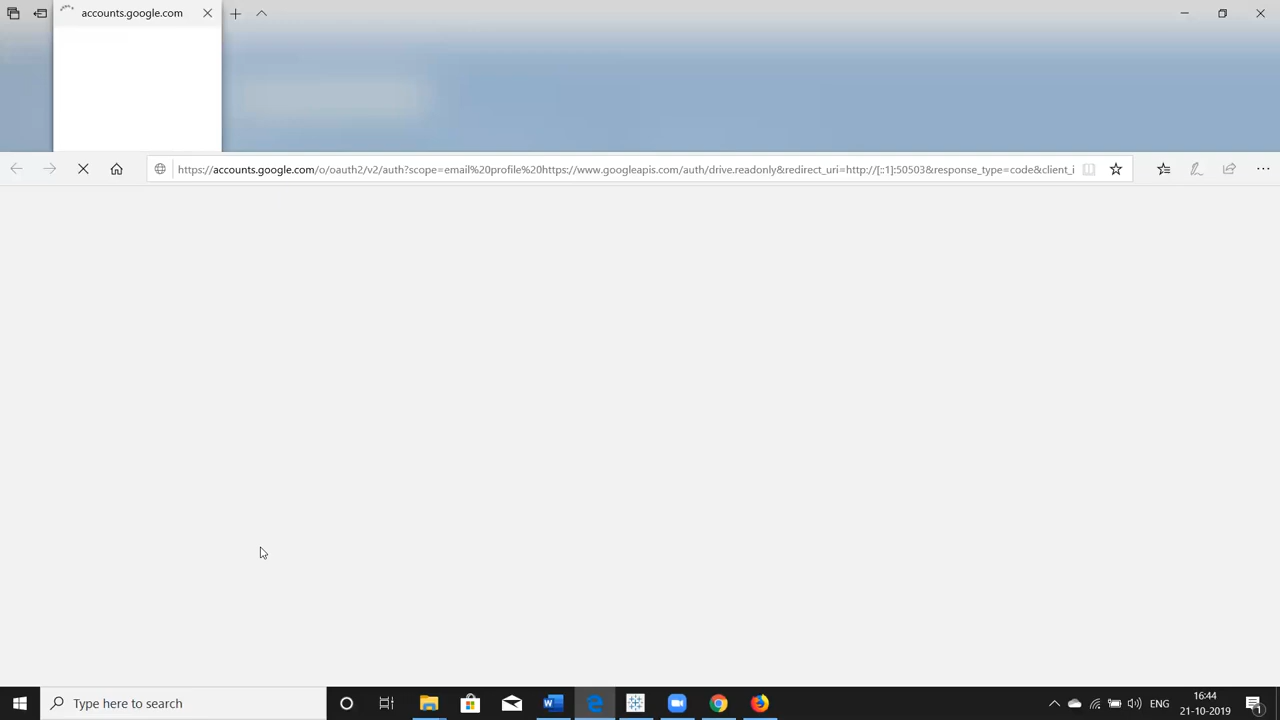 accounts.google.com
https://accounts.google.com/o/oauth2/v2/auth?scope=email%20profile%20https://www.googleapis.com/auth/drive.readonly&redirect_uri=http://[::1]:50503&response_type=code&client_i
Type here to search
ENG
16:44
21-10-2019
1